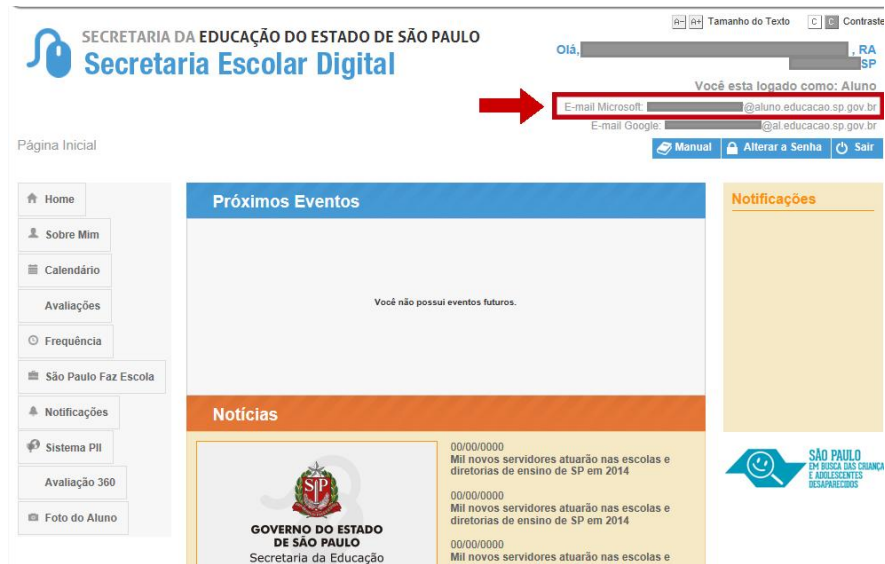 A- A+ Tamanho do Texto C C Contraste
SECRETARIA DA EDUCAÇÃO DO ESTADO DE SÃO PAULO
Secretaria Escolar Digital
Olá, , RA
SP
Você esta logado como: Aluno
E-mail Microsoft: @aluno.educacao.sp.gov.br
E-mail Google: @al.educacao.sp.gov.br
Página Inicial
Manual Alterar a Senha Sair
Home
Sobre Mim
Calendário
Avaliações
Frequência
São Paulo Faz Escola
Notificações
Sistema PII
Avaliação 360
Foto do Aluno
Próximos Eventos
Você não possui eventos futuros.
Notícias
SP
GOVERNO DO ESTADO
DE SÃO PAULO
Secretaria da Educação
00/00/0000
Mil novos servidores atuarão nas escolas e
diretorias de ensino de SP em 2014
00/00/0000
Mil novos servidores atuarão nas escolas e
diretorias de ensino de SP em 2014
00/00/0000
Mil novos servidores atuarão nas escolas e
Notificações
SÃO PAULO
EM BUSCA DAS CRIANÇA
E ADOLESCENTES
DESAPARECIDOS